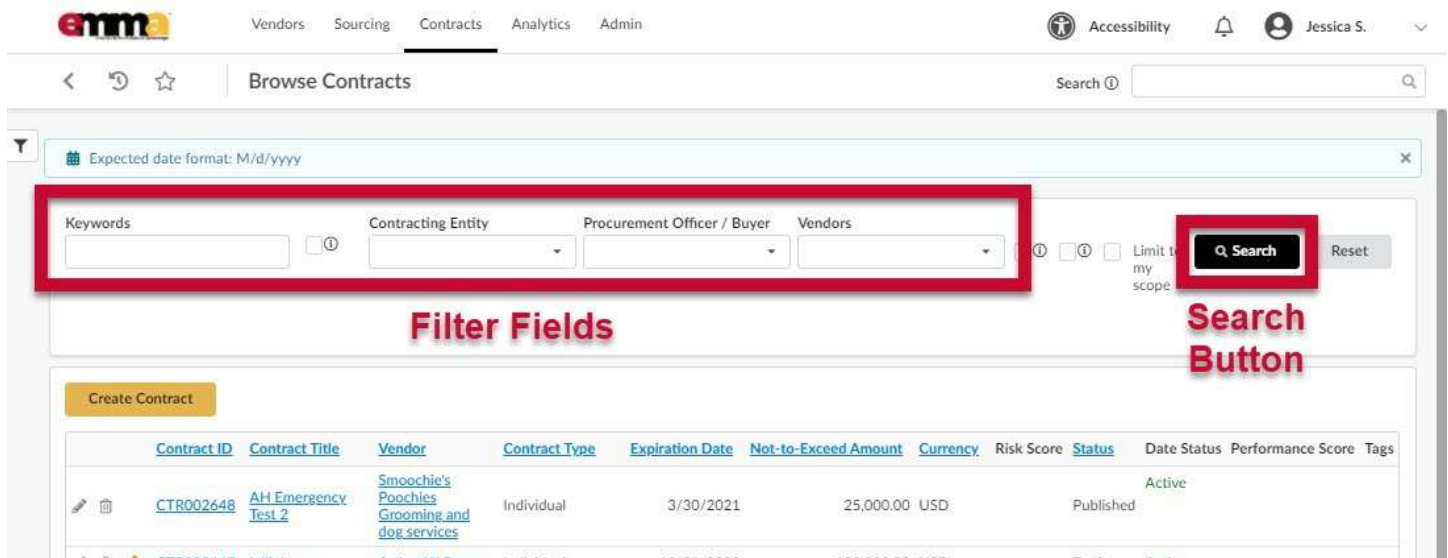 emma
Vendors Sourcing Contracts Analytics Admin Accessibility Jessica S.
Browse Contracts Search
Expected date format: M/d/yyyy
Keywords Contracting Entity Procurement Officer / Buyer Vendors
Limit to
my
scope
Search Reset
Filter Fields
Search
Button
Create Contract
Contract ID Contract Title Vendor Contract Type Expiration Date Not-to-Exceed Amount Currency Risk Score Status Date Status Performance Score Tags
CTR002648 AH Emergency Test 2 Smoochie's Poochies Grooming and dog services Individual 3/30/2021 25,000.00 USD Published Active